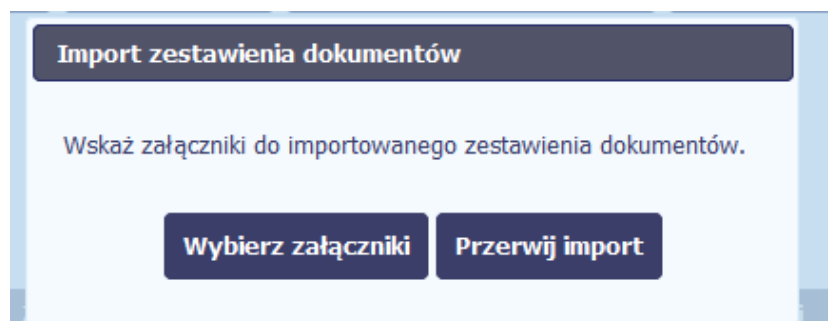 Import zestawienia dokumentów
Wskaż załączniki do importowanego zestawienia dokumentów.
Wybierz załączniki Przerwij import